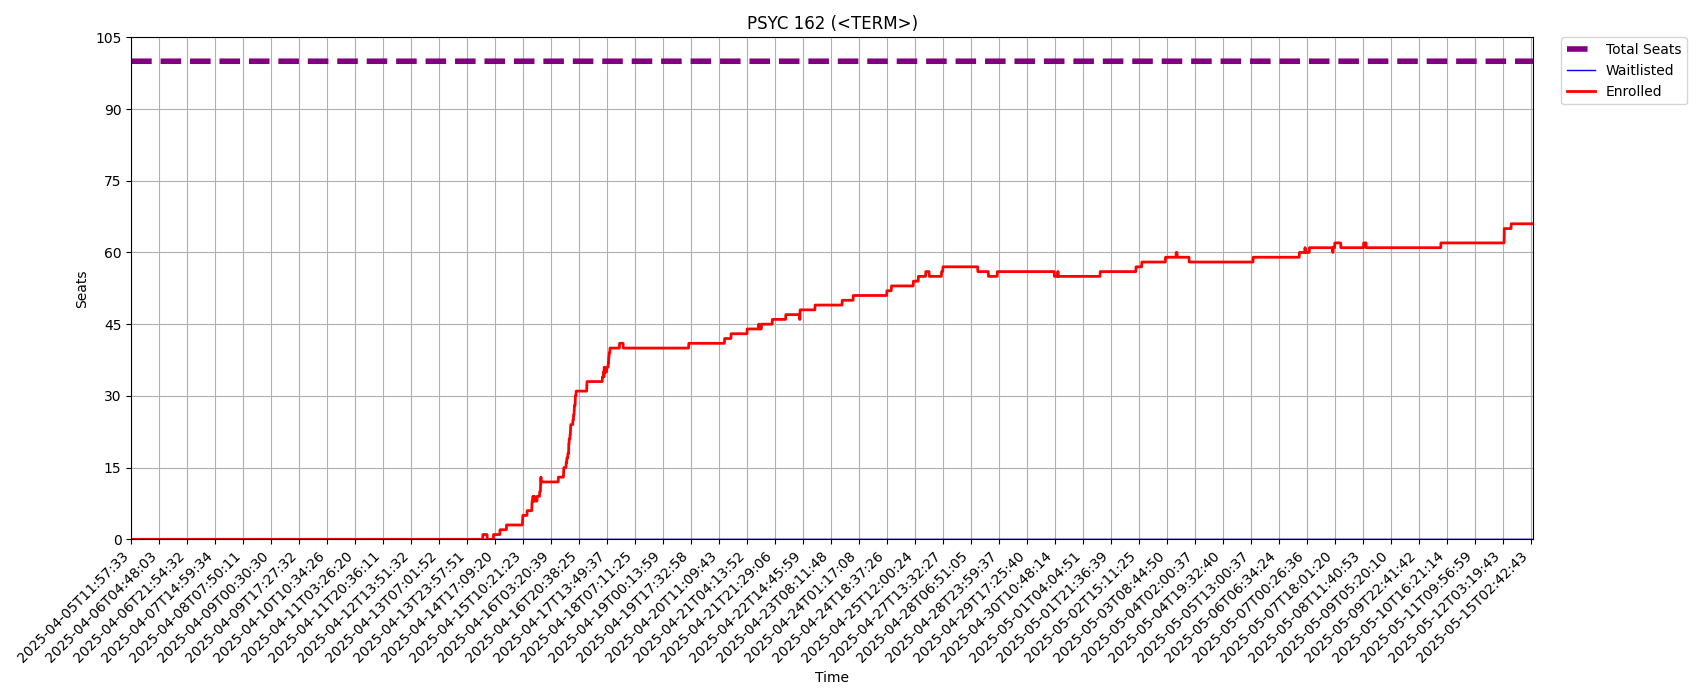 PSYC 162 (<TERM>)
Total Seats
Waitlisted
Enrolled
Seats
105
90
75
60
45
30
15
0
2025-04-05T11:57:33
2025-04-06T04:48:03
2025-04-06T21:54:32
2025-04-07T14:59:34
2025-04-08T07:50:11
2025-04-09T00:30:30
2025-04-09T17:27:32
2025-04-10T10:34:26
2025-04-11T03:26:20
2025-04-11T20:36:11
2025-04-12T13:51:32
2025-04-13T07:01:52
2025-04-13T23:57:51
2025-04-14T17:09:20
2025-04-15T10:21:23
2025-04-16T03:20:39
2025-04-16T20:38:25
2025-04-17T13:49:37
2025-04-18T07:11:25
2025-04-19T00:13:59
2025-04-19T17:32:58
2025-04-20T11:09:43
2025-04-21T04:13:52
2025-04-21T21:29:06
2025-04-22T14:45:59
2025-04-23T08:11:48
2025-04-24T01:17:08
2025-04-24T18:37:26
2025-04-25T12:00:24
2025-04-27T13:32:27
2025-04-28T06:51:05
2025-04-28T23:59:37
2025-04-29T17:25:40
2025-04-30T10:48:14
2025-05-01T04:04:51
2025-05-01T21:36:39
2025-05-02T15:11:25
2025-05-03T08:44:50
2025-05-04T02:00:37
2025-05-04T19:32:40
2025-05-05T13:00:37
2025-05-06T06:34:24
2025-05-07T00:26:36
2025-05-07T18:01:20
2025-05-08T11:40:53
2025-05-09T05:20:10
2025-05-09T22:41:42
2025-05-10T16:21:14
2025-05-11T09:56:59
2025-05-12T03:19:43
2025-05-15T02:42:43
Time